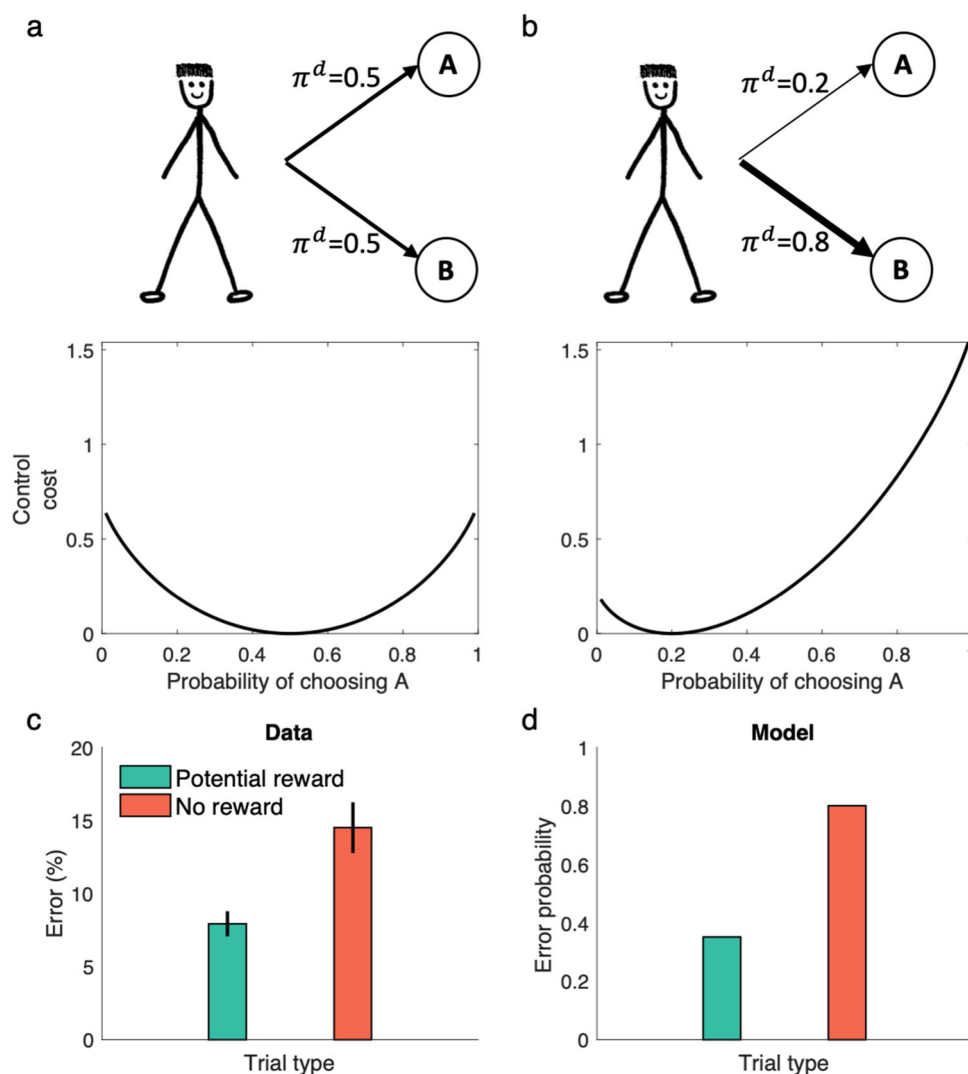 a
A
π^d=0.5
π^d=0.5
B
b
A
π^d=0.2
π^d=0.8
B
1.5
1
0.5
0
Control
cost
0 0.2 0.4 0.6 0.8 1
Probability of choosing A
1.5
1
0.5
0
0 0.2 0.4 0.6 0.8
Probability of choosing A
c
Data
20
15
10
5
0
Error (%)
Potential reward
No reward
Trial type
d
Model
1
0.8
0.6
0.4
0.2
0
Error probability
Trial type